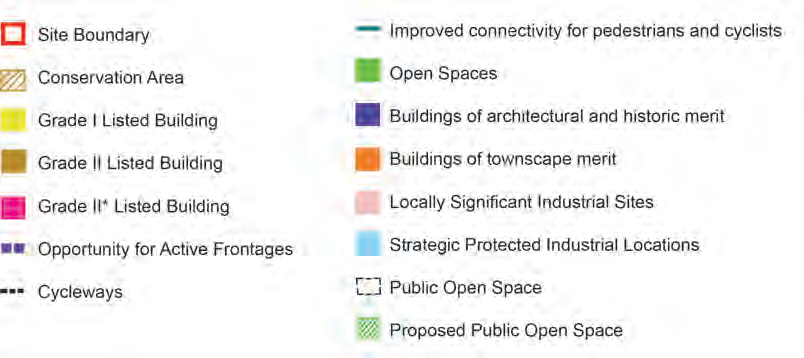 Site Boundary
Conservation Area
Grade I Listed Building
Grade II Listed Building
Grade II* Listed Building
Opportunity for Active Frontages
Cycleways
Improved connectivity for pedestrians and cyclists
Open Spaces
Buildings of architectural and historic merit
Buildings of townscape merit
Locally Significant Industrial Sites
Strategic Protected Industrial Locations
Public Open Space
Proposed Public Open Space